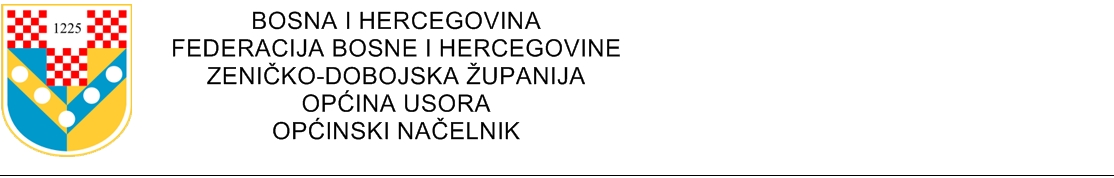 1225
BOSNA I HERCEGOVINA
FEDERACIJA BOSNE I HERCEGOVINE
ZENIČKO-DOBOJSKA ŽUPANIJA
OPĆINA USORA
OPĆINSKI NAČELNIK